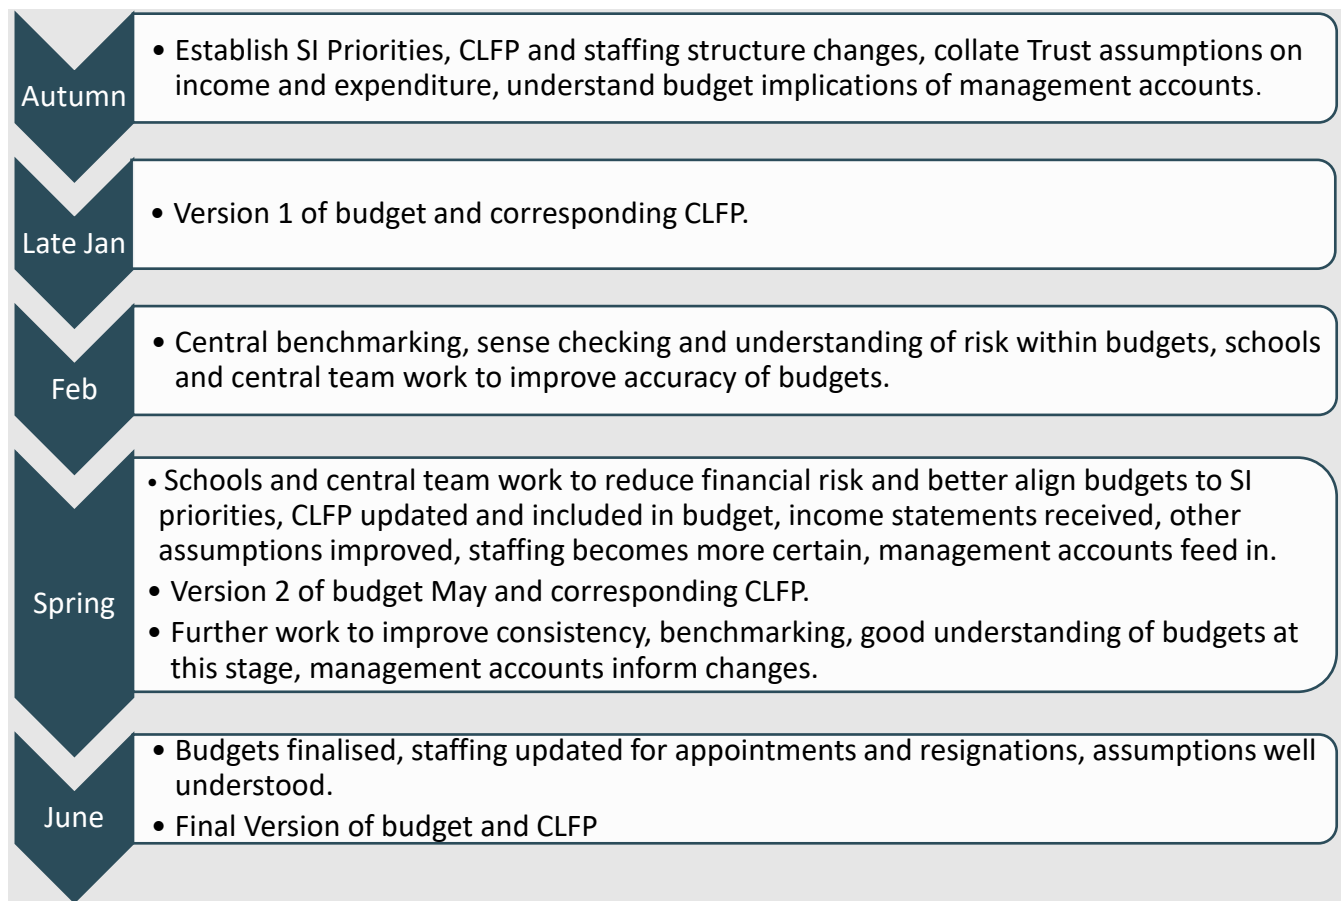 Autumn
• Establish SI Priorities, CLFP and staffing structure changes, collate Trust assumptions on
income and expenditure, understand budget implications of management accounts.
Late Jan
• Version 1 of budget and corresponding CLFP.
Feb
• Central benchmarking, sense checking and understanding of risk within budgets, schools
and central team work to improve accuracy of budgets.
Spring
• Schools and central team work to reduce financial risk and better align budgets to SI
priorities, CLFP updated and included in budget, income statements received, other
assumptions improved, staffing becomes more certain, management accounts feed in.
• Version 2 of budget May and corresponding CLFP.
• Further work to improve consistency, benchmarking, good understanding of budgets at
this stage, management accounts inform changes.
June
• Budgets finalised, staffing updated for appointments and resignations, assumptions well
understood.
• Final Version of budget and CLFP